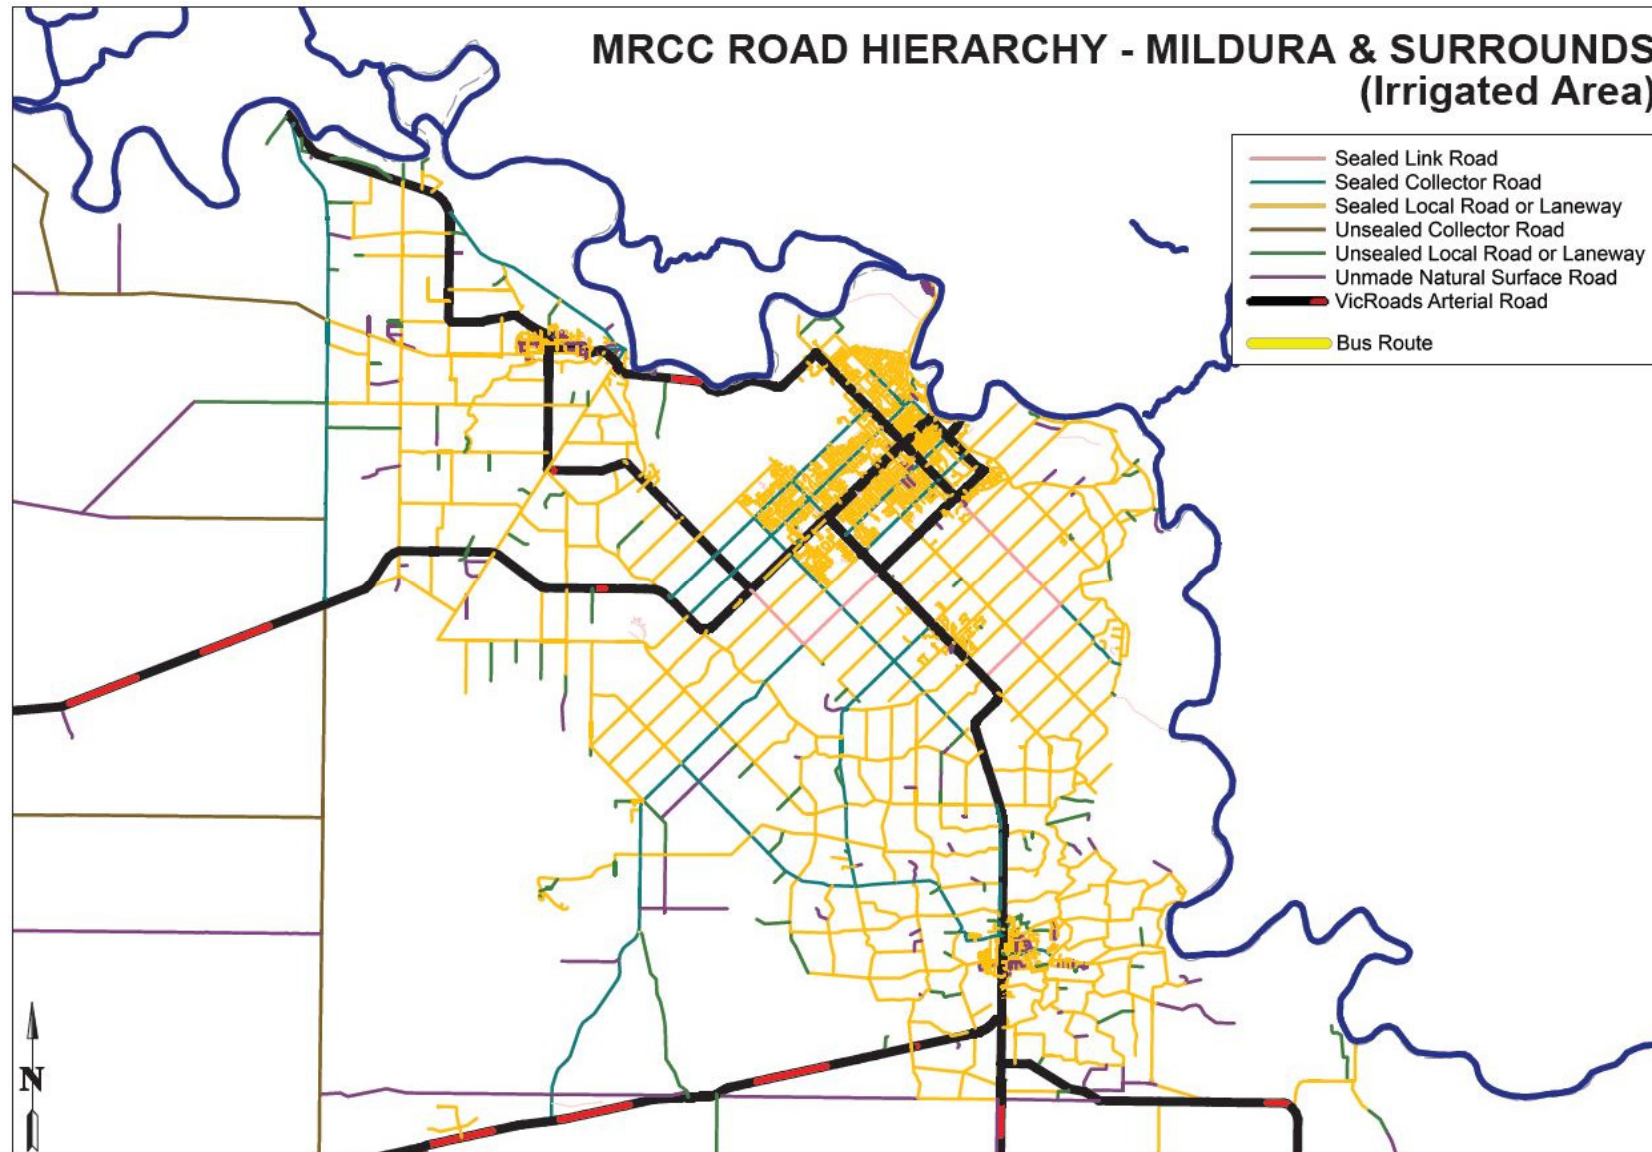 MRCC ROAD HIERARCHY - MILDURA & SURROUNDS
(Irrigated Area)
Sealed Link Road
Sealed Collector Road
Sealed Local Road or Laneway
Unsealed Collector Road
Unsealed Local Road or Laneway
Unmade Natural Surface Road
VicRoads Arterial Road
Bus Route
N